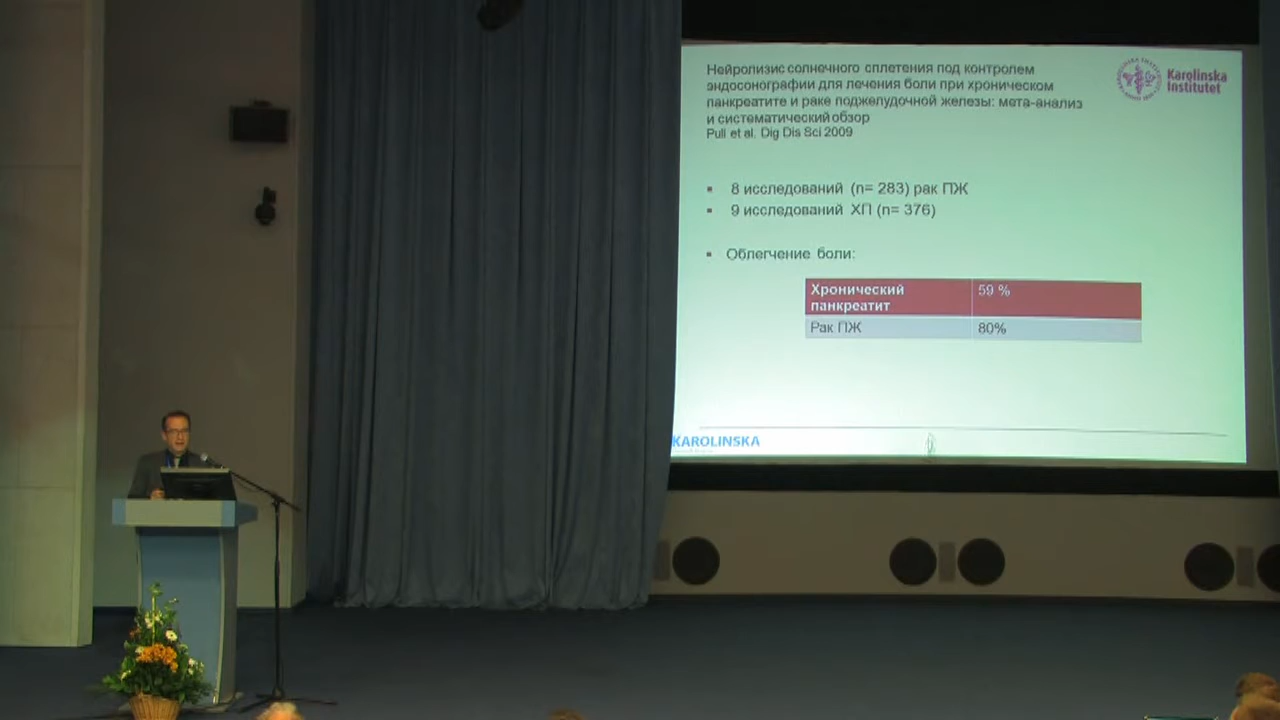 Нейролизис солнечного сплетения под контролем
эндосонографии для лечения боли при хроническом
панкреатите и раке поджелудочной железы: мета-анализ
и систематический обзор
Puli et al. Dig Dis Sci 2009
Karolinska
Institutet
8 исследований (n= 283) рак ПЖ
9 исследований ХП (n= 376)
Облегчение боли:
Хронический 59 %
панкреатит
Рак ПЖ 80%
KAROLINSKA